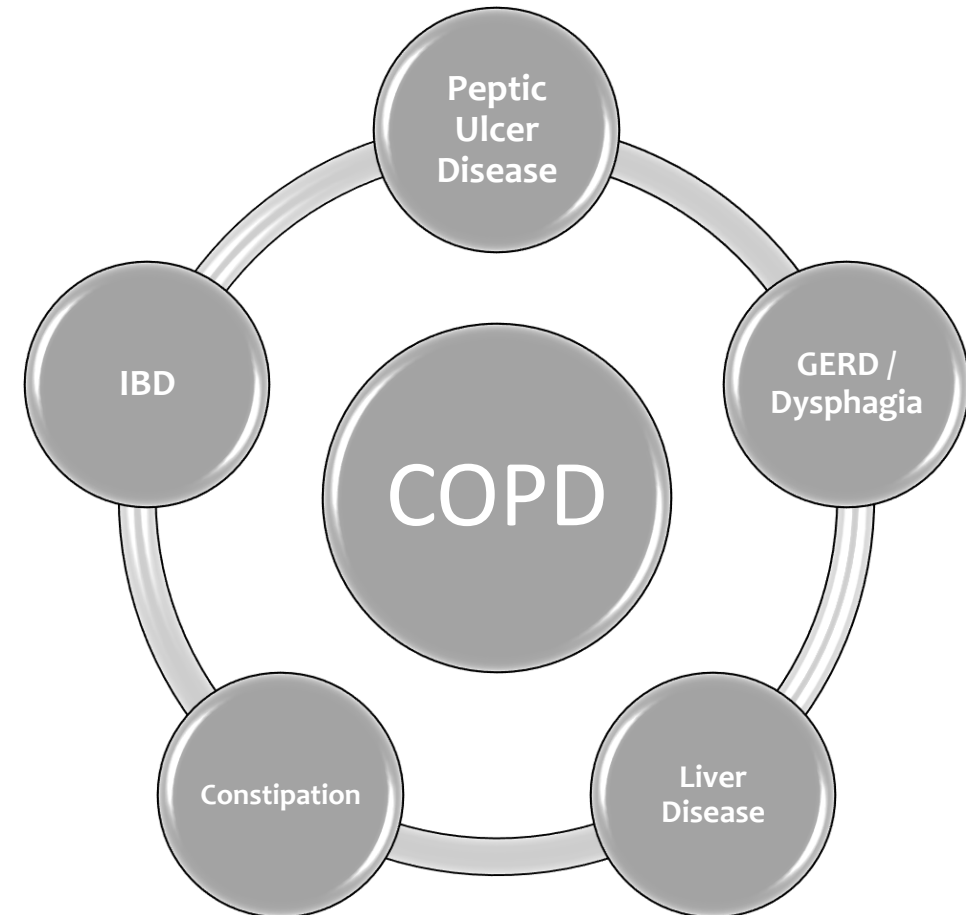 Peptic
Ulcer
Disease
IBD
GERD /
Dysphagia
COPD
Constipation
Liver
Disease